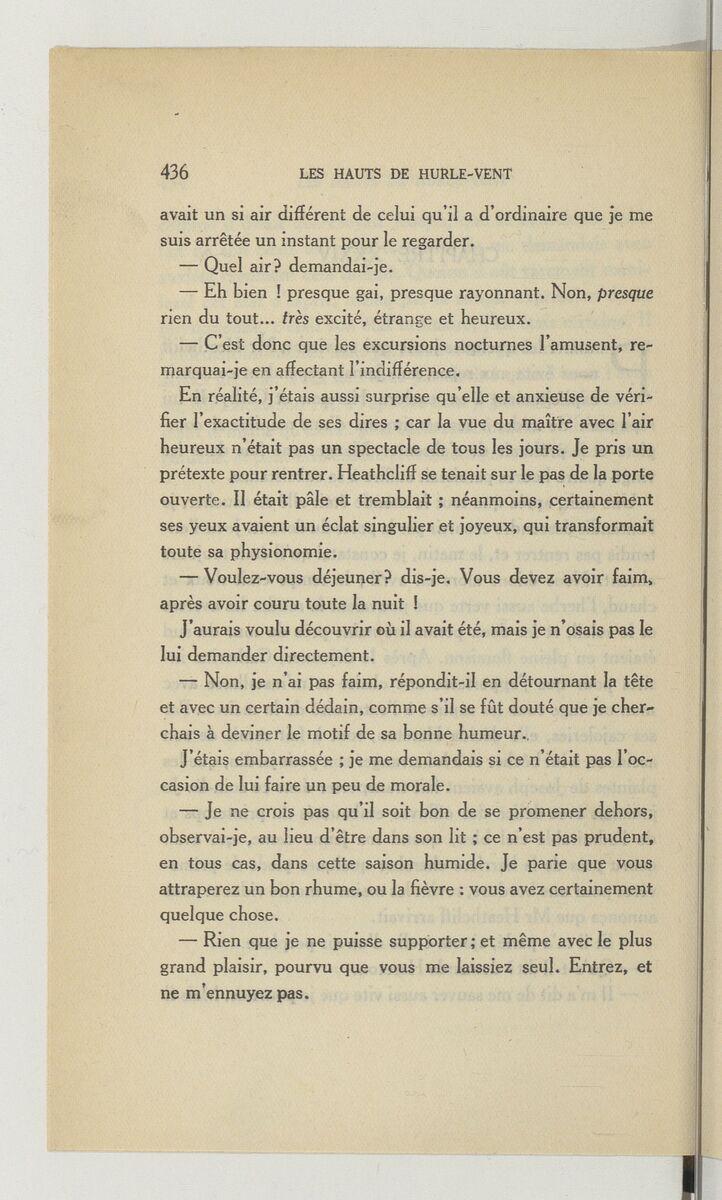 436 LES HAUTS DE HURLE-VENT
avait un si air différent de celui qu'il a d'ordinaire que je me
suis arrêtée un instant pour le regarder.
— Quel air? demandai-je.
— Eh bien ! presque gai, presque rayonnant. Non, presque
rien du tout... très excité, étrange et heureux.
— C'est donc que les excursions nocturnes l'amusent, re-
marquai-je en affectant l'indifférence.
En réalité, j'étais aussi surprise qu'elle et anxieuse de véri-
fier l'exactitude de ses dires ; car la vue du maître avec l'air
heureux n'était pas un spectacle de tous les jours. Je pris un
prétexte pour rentrer. Heathcliff se tenait sur le pas de la porte
ouverte. Il était pâle et tremblait ; néanmoins, certainement
ses yeux avaient un éclat singulier et joyeux, qui transformait
toute sa physionomie.
— Voulez-vous déjeuner? dis-je. Vous devez avoir faim,
après avoir couru toute la nuit !
J'aurais voulu découvrir où il avait été, mais je n'osais pas le
lui demander directement.
— Non, je n'ai pas faim, répondit-il en détournant la tête
et avec un certain dédain, comme s'il se fût douté que je cher-
chais à deviner le motif de sa bonne humeur.
J'étais embarrassée ; je me demandais si ce n'était pas l'oc-
casion de lui faire un peu de morale.
— Je ne crois pas qu'il soit bon de se promener dehors,
observai-je, au lieu d'être dans son lit ; ce n'est pas prudent,
en tous cas, dans cette saison humide. Je parie que vous
attraperez un bon rhume, ou la fièvre : vous avez certainement
quelque chose.
— Rien que je ne puisse supporter ; et même avec le plus
grand plaisir, pourvu que vous me laissiez seul. Entrez, et
ne m'ennuyez pas.